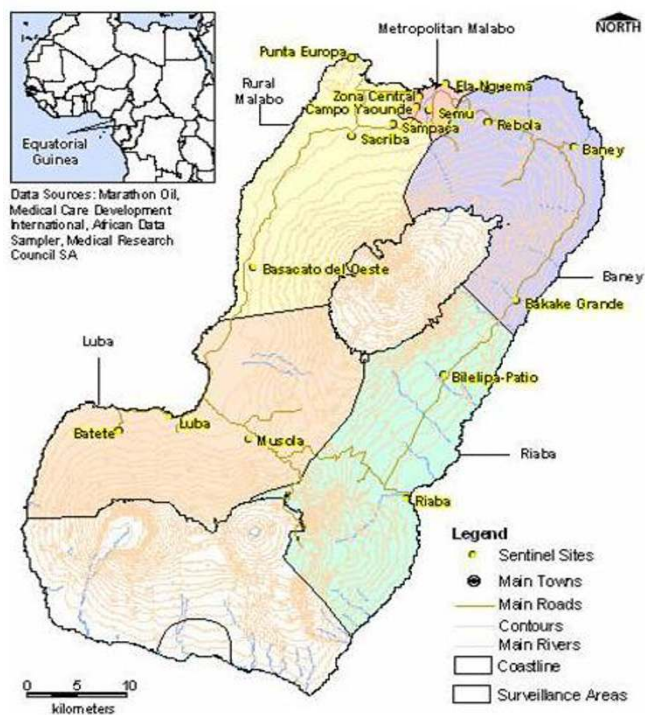 Metropolitan Malabo
NORTH
Punta Europa
Rural
Malabo
Ela Nguema
Zona Central
Campo Yaounde
Semu
Sampaca
Rebola
Sacriba
Baney
Equatorial
Guinea
Data Sources: Marathon Oil,
Medical Care Development
International, African Data
Sampler, Medical Research
Council SA
Basacato del Oeste
Baney
Bakake Grande
Luba
Bilelipa-Patio
Luba
Batete
Musola
Riaba
Riaba
Legend
Sentinel Sites
Main Towns
Main Roads
Contours
Main Rivers
Coastline
Surveillance Areas
0 5 10
kilometers